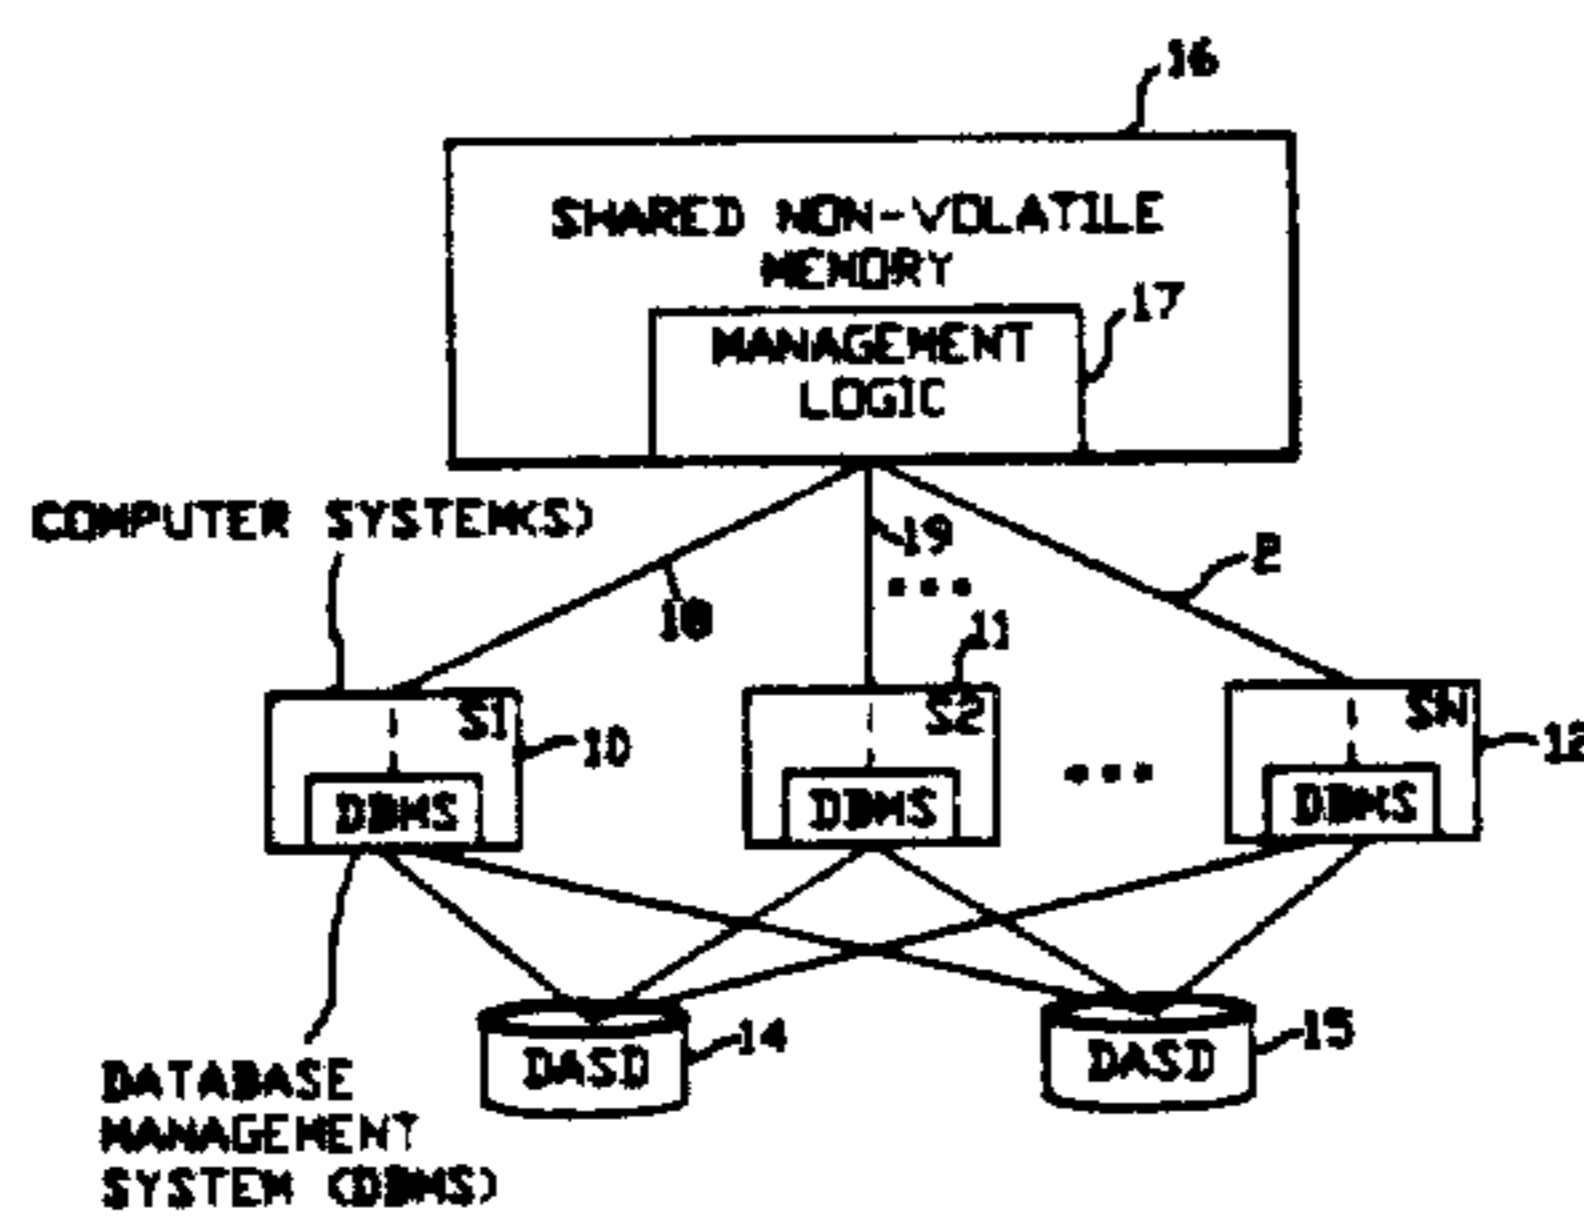 16
SHARED NON-VOLATILE
MEMORY
17
MANAGEMENT
LOGIC
COMPUTER SYSTEM(S)
18
19
2
11
S1
S2
SN
10
12
DBMS
DBMS
DBMS
14
15
DASD
DASD
DATABASE
MANAGEMENT
SYSTEM (DBMS)